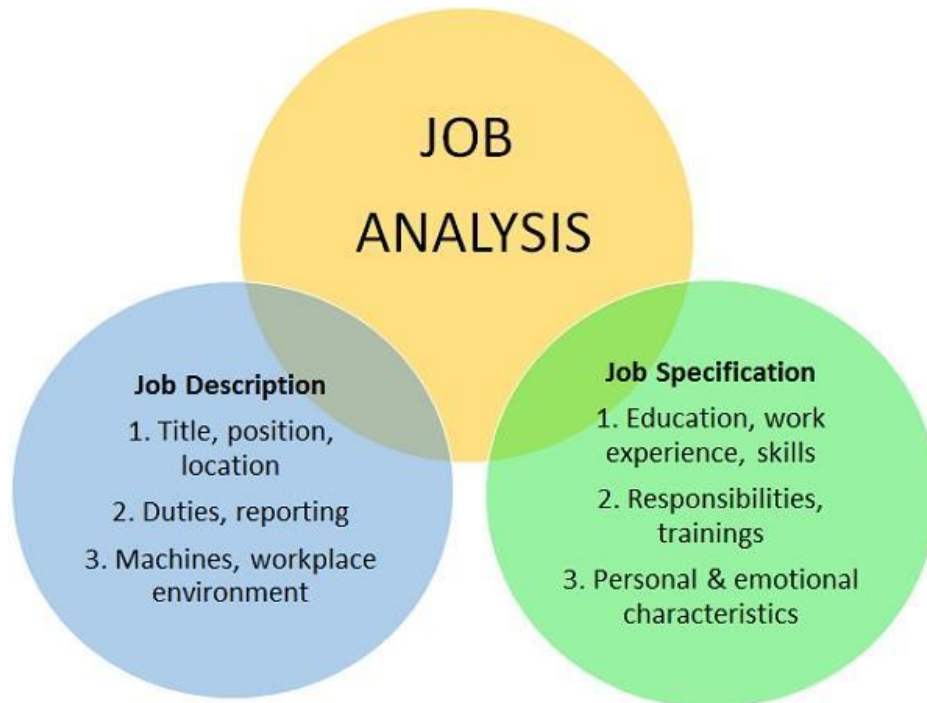 JOB
ANALYSIS
Job Description
1. Title, position,
location
2. Duties, reporting
3. Machines, workplace
environment
Job Specification
1. Education, work
experience, skills
2. Responsibilities,
trainings
3. Personal & emotional
characteristics